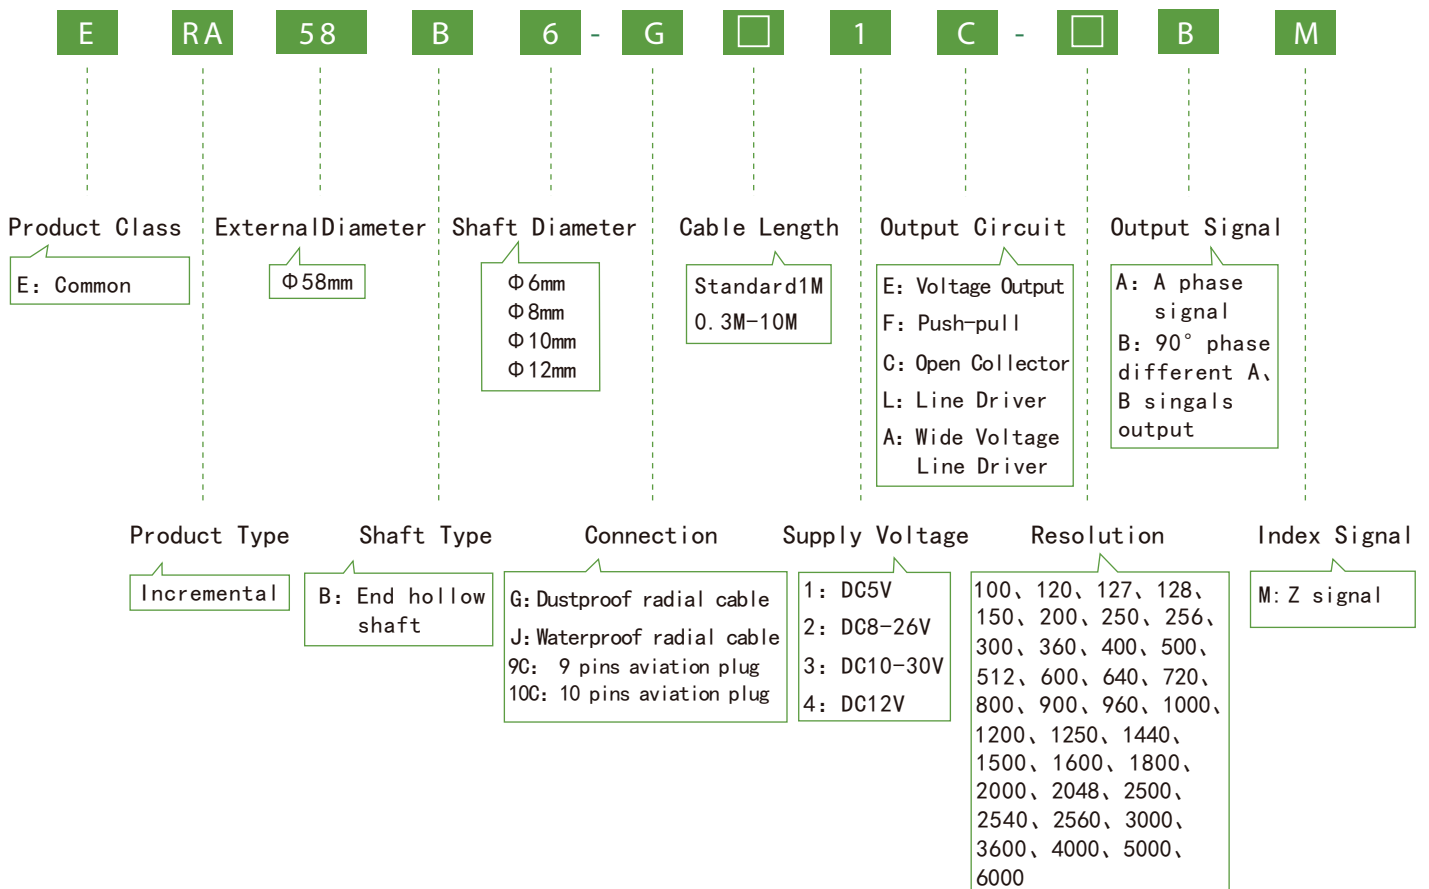 E RA 58 B 6 - G □ 1 C - □ B M
Product Class
E: Common
ExternalDiameter
Φ58mm
Shaft Diameter
Φ6mm
Φ8mm
Φ10mm
Φ12mm
Cable Length
Standard1M
0.3M-10M
Output Circuit
E: Voltage Output
F: Push-pull
C: Open Collector
L: Line Driver
A: Wide Voltage
Line Driver
Output Signal
A: A phase
signal
B: 90° phase
different A、
B singals
output
Product Type
Incremental
Shaft Type
B: End hollow
shaft
Connection
G: Dustproof radial cable
J: Waterproof radial cable
9C: 9 pins aviation plug
10C: 10 pins aviation plug
Supply Voltage
1: DC5V
2: DC8-26V
3: DC10-30V
4: DC12V
Resolution
100、120、127、128、
150、200、250、256、
300、360、400、500、
512、600、640、720、
800、900、960、1000、
1200、1250、1440、
1500、1600、1800、
2000、2048、2500、
2540、2560、3000、
3600、4000、5000、
6000
Index Signal
M: Z signal